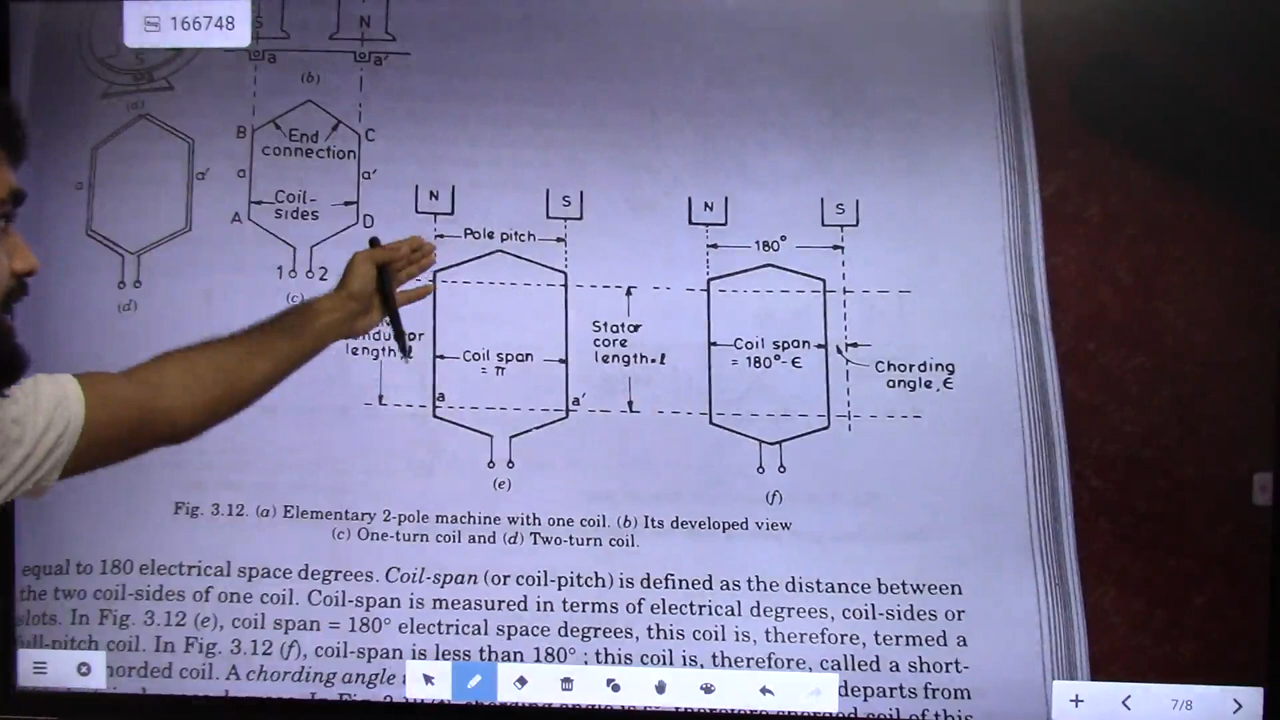 166748
S
N
a
a'
S
(b)
(a)
B
C
End
connection
a
a'
a
a'
Coil-
sides
A
D
1
2
(d)
(c)
N
S
Pole pitch
length=l
Coil span
= π
a
a'
(e)
Stator
core
length=l
N
S
180°
Coil span
= 180°-ε
Chording
angle, ε
(f)
Fig. 3.12. (a) Elementary 2-pole machine with one coil. (b) Its developed view
(c) One-turn coil and (d) Two-turn coil.
equal to 180 electrical space degrees. Coil-span (or coil-pitch) is defined as the distance between
the two coil-sides of one coil. Coil-span is measured in terms of electrical degrees, coil-sides or
slots. In Fig. 3.12 (e), coil span = 180° electrical space degrees, this coil is, therefore, termed a
full-pitch coil. In Fig. 3.12 (f), coil-span is less than 180° ; this coil is, therefore, called a short-
horded coil. A chording angle departs from
7/8